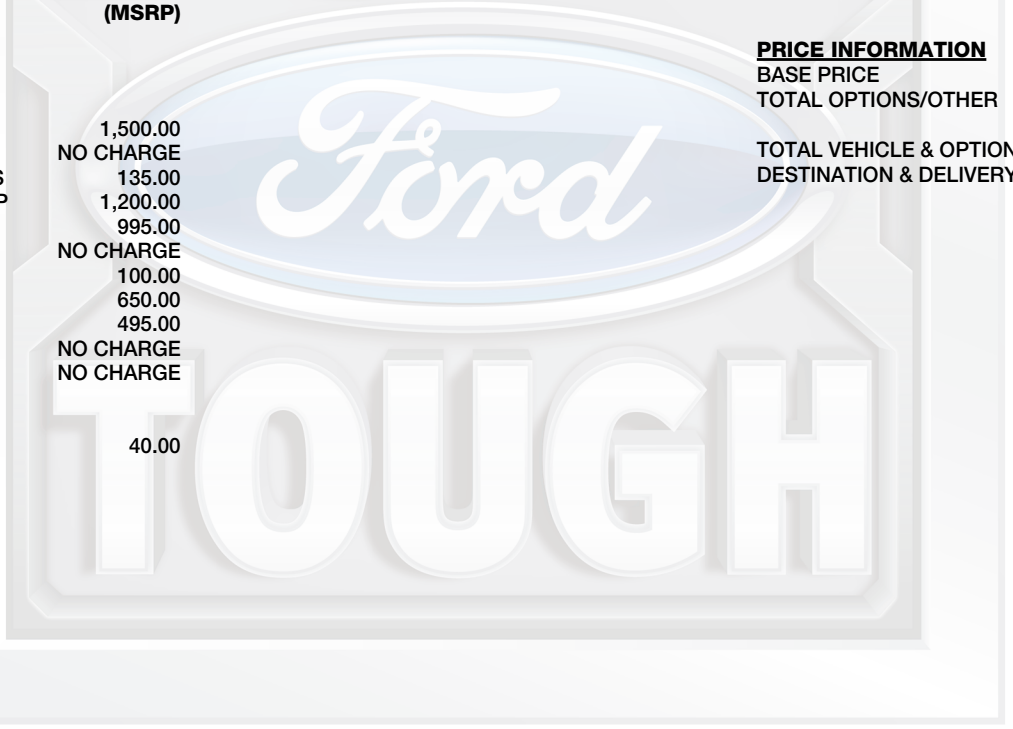 (MSRP)
1,500.00
NO CHARGE
135.00
1,200.00
995.00
NO CHARGE
100.00
650.00
495.00
NO CHARGE
NO CHARGE
40.00
PRICE INFORMATION
BASE PRICE
TOTAL OPTIONS/OTHER
TOTAL VEHICLE & OPTION
DESTINATION & DELIVERY
Ford
TOUGH